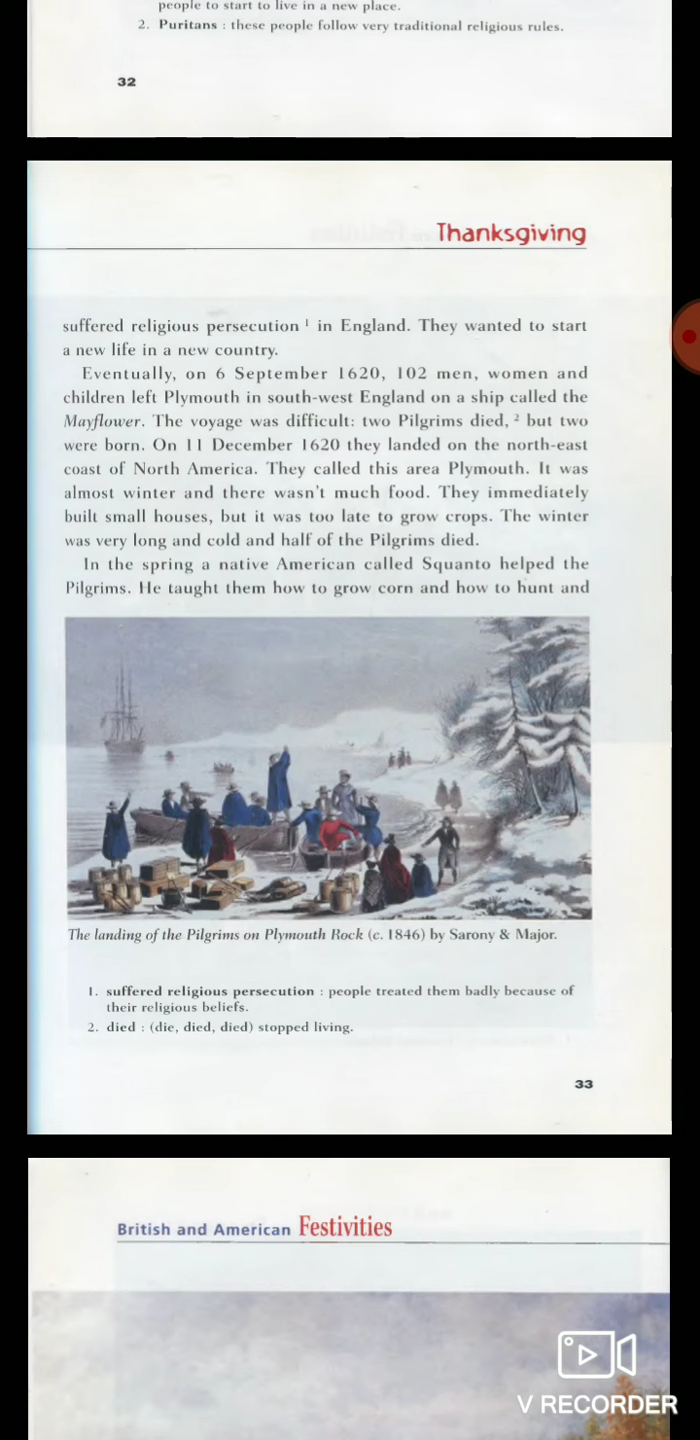 people to start to live in a new place.
2. Puritans : these people follow very traditional religious rules.
32
Thanksgiving
suffered religious persecution ¹ in England. They wanted to start
a new life in a new country.
Eventually, on 6 September 1620, 102 men, women and
children left Plymouth in south-west England on a ship called the
Mayflower. The voyage was difficult: two Pilgrims died, ² but two
were born. On 11 December 1620 they landed on the north-east
coast of North America. They called this area Plymouth. It was
almost winter and there wasn't much food. They immediately
built small houses, but it was too late to grow crops. The winter
was very long and cold and half of the Pilgrims died.
In the spring a native American called Squanto helped the
Pilgrims. He taught them how to grow corn and how to hunt and
The landing of the Pilgrims on Plymouth Rock (c. 1846) by Sarony & Major.
1. suffered religious persecution : people treated them badly because of
their religious beliefs.
2. died : (die, died, died) stopped living.
33
British and American Festivities
V RECORDER